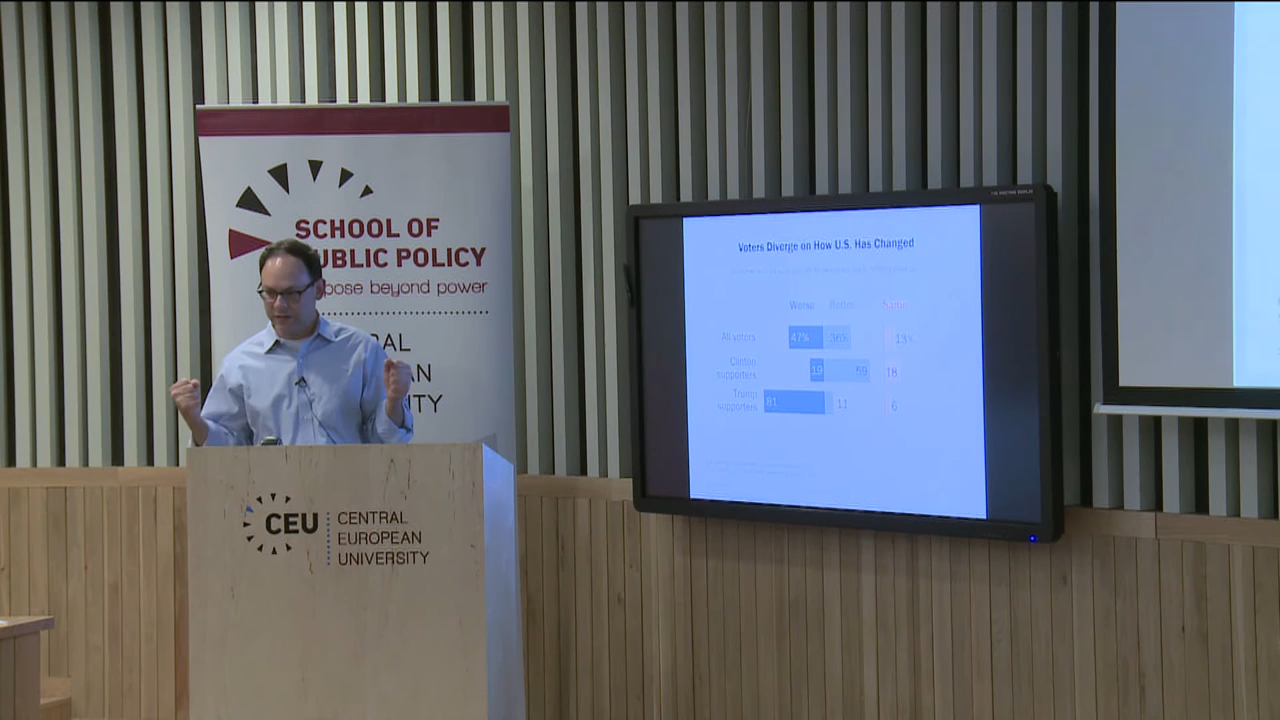 SCHOOL OF
UBLIC POLICY
pose beyond power
RAL
AN
ITY
CEU
CENTRAL
EUROPEAN
UNIVERSITY
Voters Diverge on How U.S. Has Changed
Worse Better Same
All voters 47% 36% 13%
Clinton
supporters 19 59 18
Trump
supporters 81 11 6